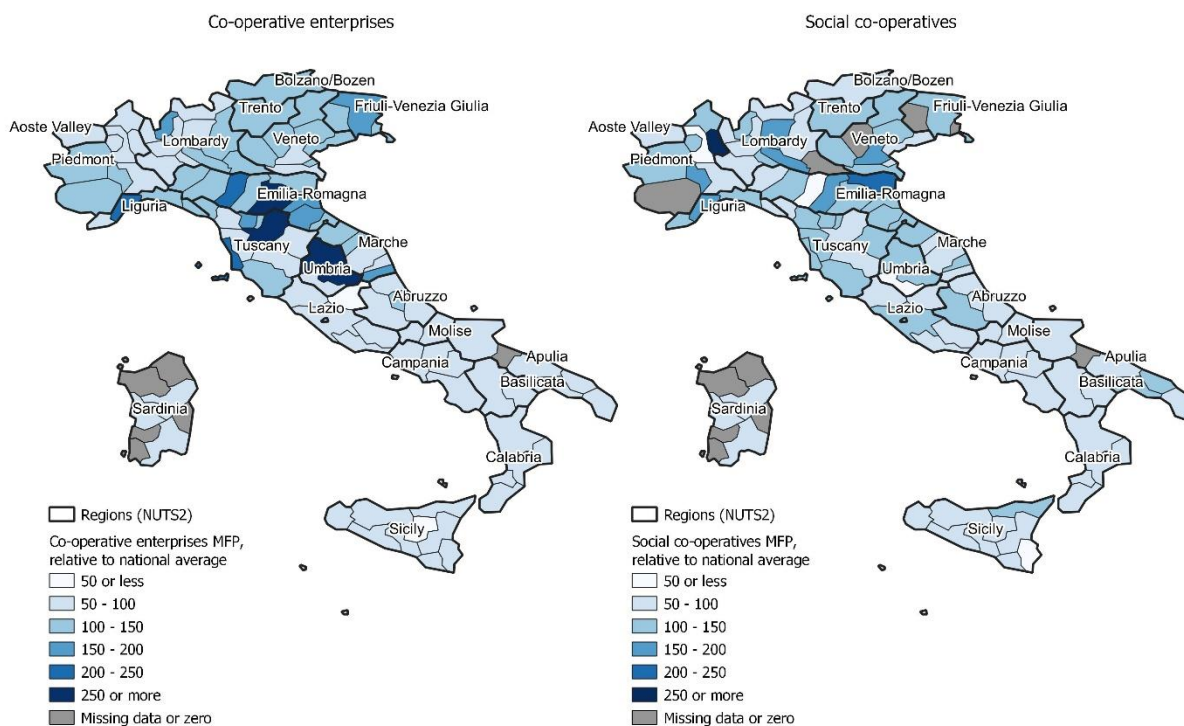 Co-operative enterprises
Bolzano/Bozen
Trento
Friuli-Venezia Giulia
Aoste Valley
Lombardy
Veneto
Piedmont
Emilia-Romagna
Liguria
Tuscany
Marche
Umbria
Abruzzo
Lazio
Molise
Campania
Apulia
Basilicata
Sardinia
Calabria
Sicily
Regions (NUTS2)
Co-operative enterprises MFP,
relative to national average
50 or less
50 - 100
100 - 150
150 - 200
200 - 250
250 or more
Missing data or zero
Social co-operatives
Bolzano/Bozen
Trento
Friuli-Venezia Giulia
Aoste Valley
Lombardy
Veneto
Piedmont
Emilia-Romagna
Liguria
Tuscany
Marche
Umbria
Abruzzo
Lazio
Molise
Campania
Apulia
Basilicata
Sardinia
Calabria
Sicily
Regions (NUTS2)
Social co-operatives MFP,
relative to national average
50 or less
50 - 100
100 - 150
150 - 200
200 - 250
250 or more
Missing data or zero